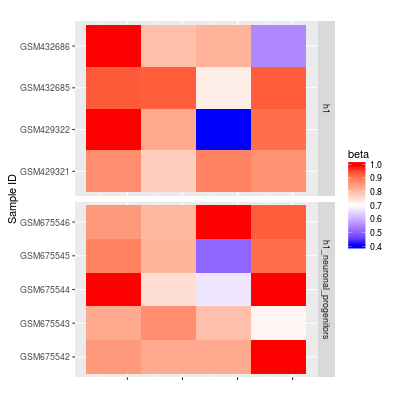 GSM432686
GSM432685
GSM429322
GSM429321
h1
GSM675546
GSM675545
GSM675544
GSM675543
GSM675542
h1_neuronal_progenitors
Sample ID
beta
1.0
0.9
0.8
0.7
0.6
0.5
0.4